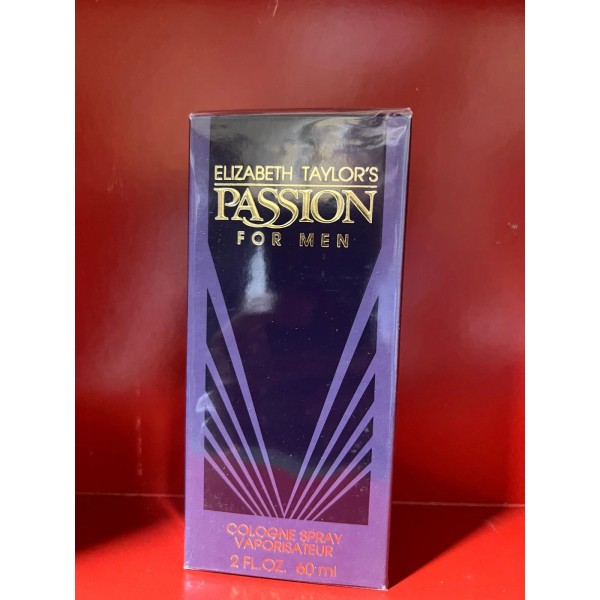 ELIZABETH TAYLOR'S
PASSION
FOR MEN
COLOGNE SPRAY
VAPORISATEUR
2 FL.OZ. 60 ml